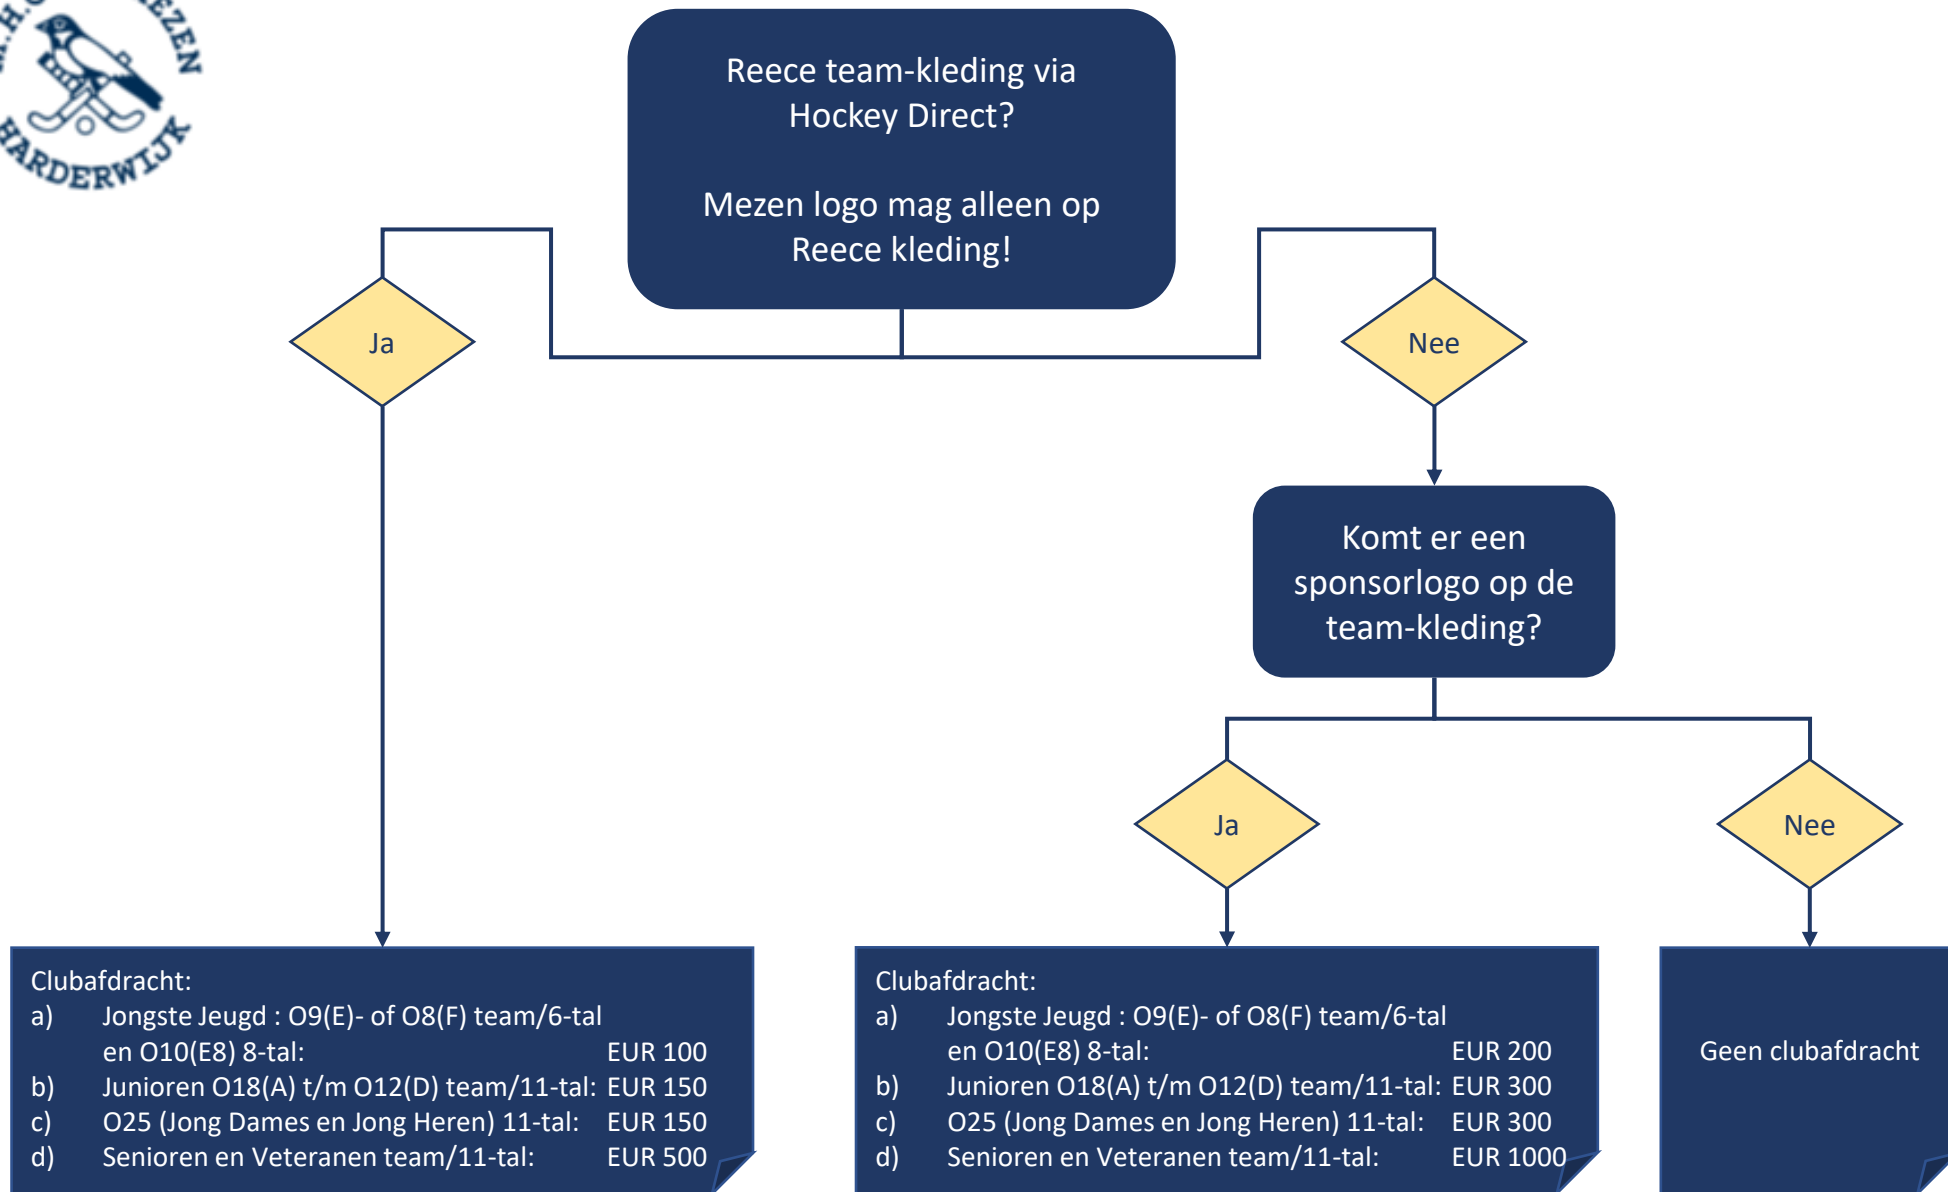 HARDERWIJK
Reece team-kleding via
Hockey Direct?
Mezen logo mag alleen op
Reece kleding!
Ja
Nee
Komt er een
sponsorlogo op de
team-kleding?
Ja
Nee
Clubafdracht:
a) Jongste Jeugd : O9(E)- of O8(F) team/6-tal
en O10(E8) 8-tal: EUR 100
b) Junioren O18(A) t/m O12(D) team/11-tal: EUR 150
c) O25 (Jong Dames en Jong Heren) 11-tal: EUR 150
d) Senioren en Veteranen team/11-tal: EUR 500
Clubafdracht:
a) Jongste Jeugd : O9(E)- of O8(F) team/6-tal
en O10(E8) 8-tal: EUR 200
b) Junioren O18(A) t/m O12(D) team/11-tal: EUR 300
c) O25 (Jong Dames en Jong Heren) 11-tal: EUR 300
d) Senioren en Veteranen team/11-tal: EUR 1000
Geen clubafdracht